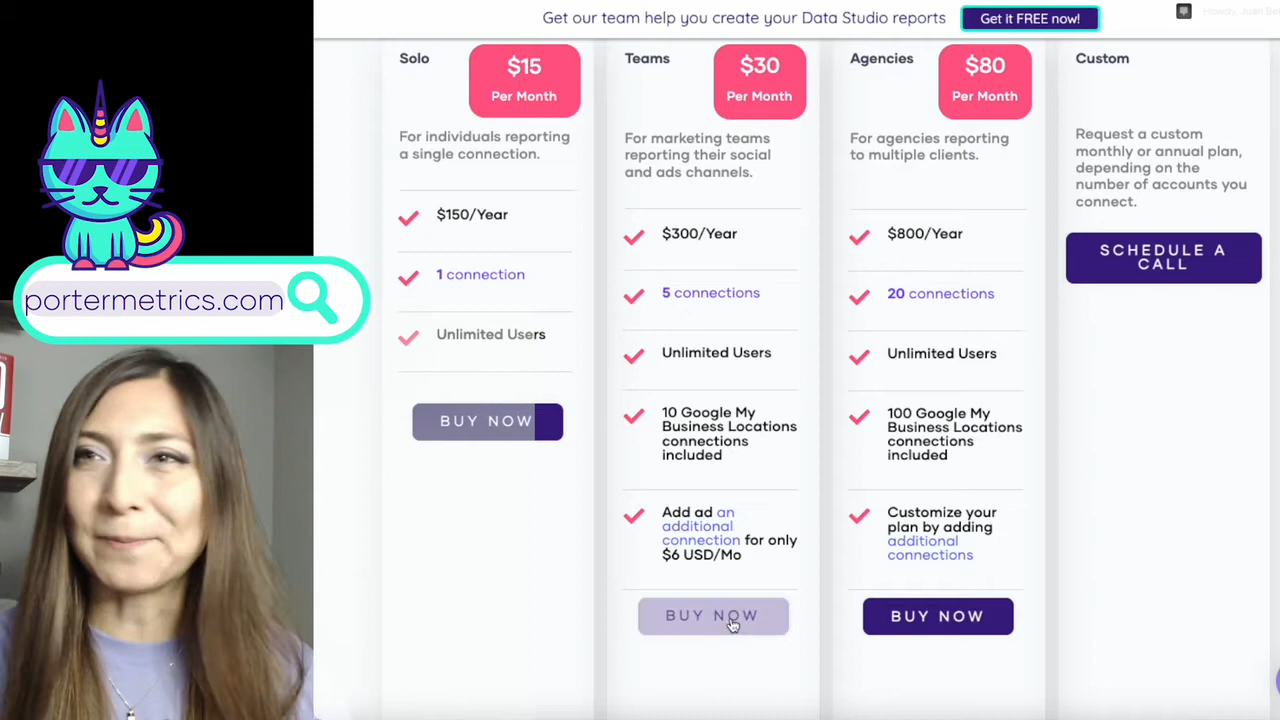 Get our team help you create your Data Studio reports
Get it FREE now!
Howdy, Juan Be
Solo
$15
Per Month
For individuals reporting
a single connection.
$150/Year
1 connection
Unlimited Users
BUY NOW
Teams
$30
Per Month
For marketing teams
reporting their social
and ads channels.
$300/Year
5 connections
Unlimited Users
10 Google My
Business Locations
connections
included
Add ad an
additional
connection for only
$6 USD/Mo
BUY NOW
Agencies
$80
Per Month
For agencies reporting
to multiple clients.
$800/Year
20 connections
Unlimited Users
100 Google My
Business Locations
connections
included
Customize your
plan by adding
additional
connections
BUY NOW
Custom
Request a custom
monthly or annual plan,
depending on the
number of accounts you
connect.
SCHEDULE A
CALL
portermetrics.com